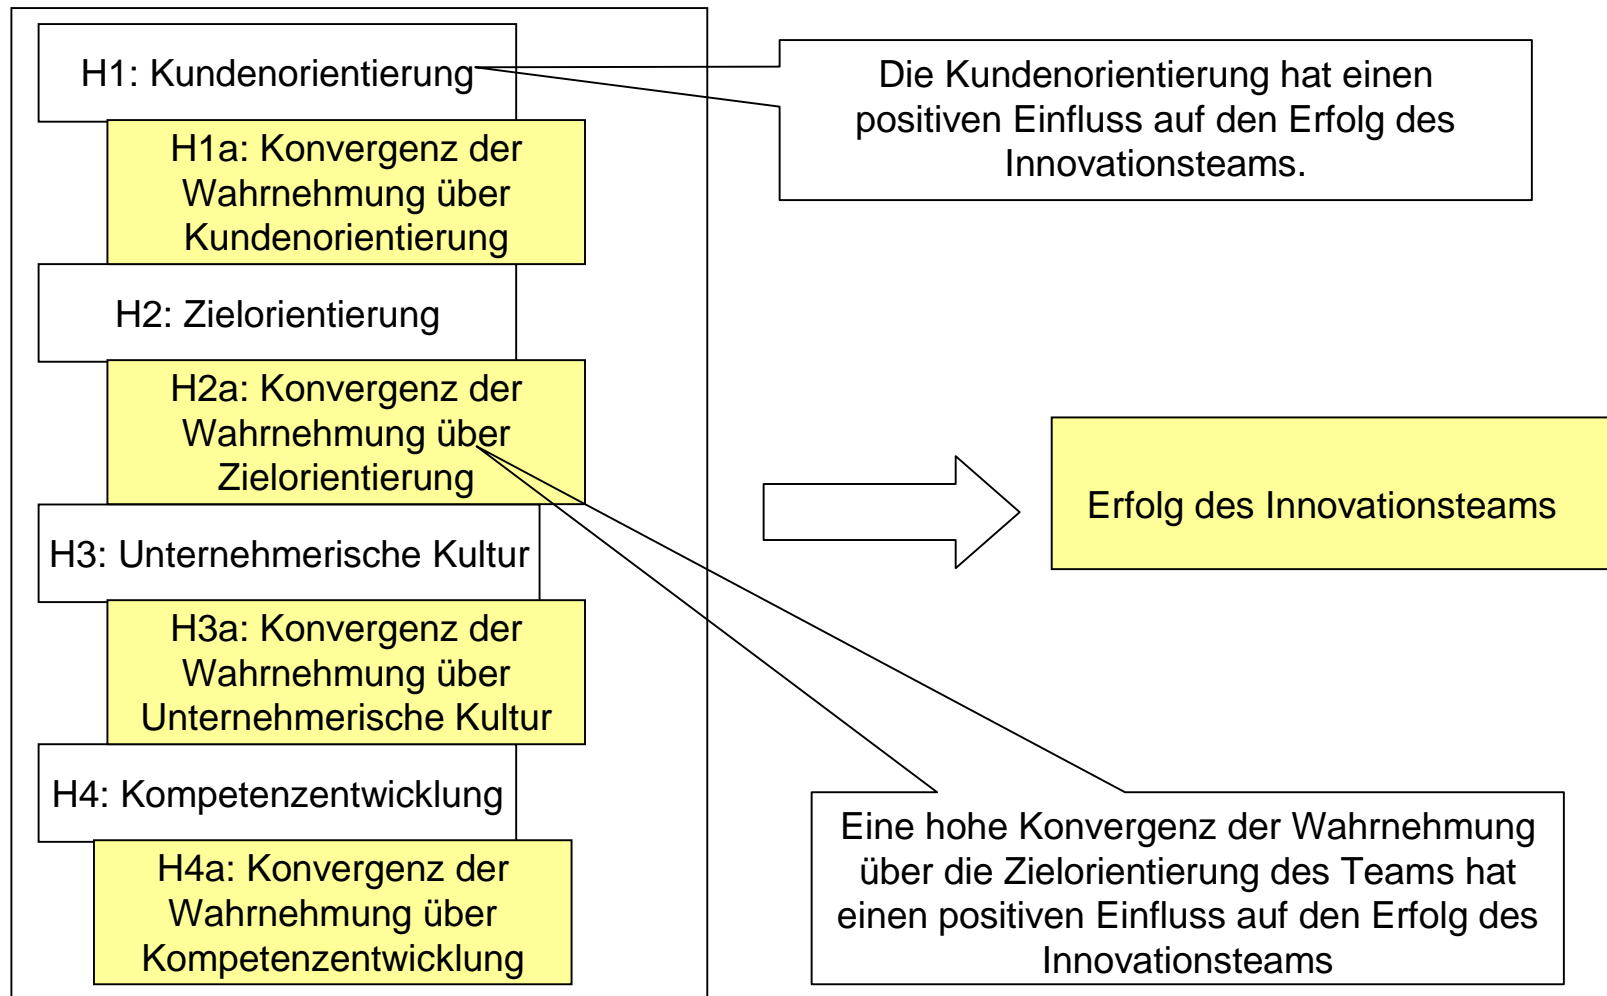 H1: Kundenorientierung
Die Kundenorientierung hat einen
positiven Einfluss auf den Erfolg des
Innovationsteams.
H1a: Konvergenz der
Wahrnehmung über
Kundenorientierung
H2: Zielorientierung
H2a: Konvergenz der
Wahrnehmung über
Zielorientierung
Erfolg des Innovationsteams
H3: Unternehmerische Kultur
H3a: Konvergenz der
Wahrnehmung über
Unternehmerische Kultur
H4: Kompetenzentwicklung
H4a: Konvergenz der
Wahrnehmung über
Kompetenzentwicklung
Eine hohe Konvergenz der Wahrnehmung
über die Zielorientierung des Teams hat
einen positiven Einfluss auf den Erfolg des
Innovationsteams